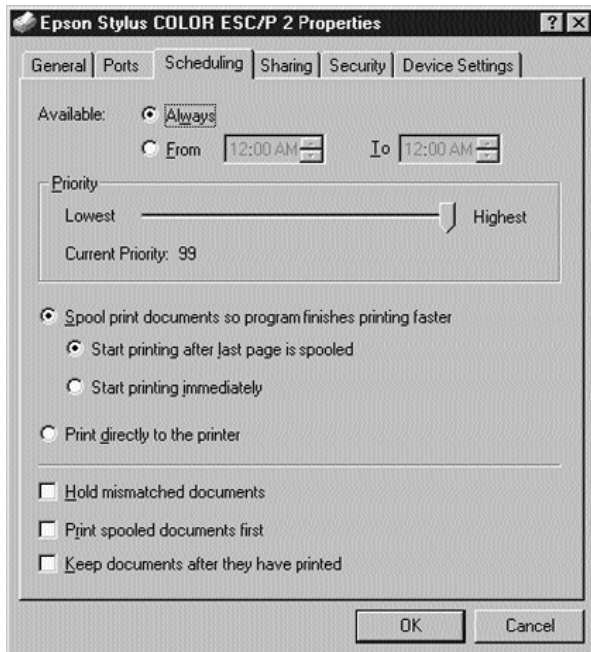 Epson Stylus COLOR ESC/P 2 Properties ? X
General Ports Scheduling Sharing Security Device Settings
Available: Always
From 12:00 AM To 12:00 AM
Priority
Lowest Highest
Current Priority: 99
Spool print documents so program finishes printing faster
Start printing after last page is spooled
Start printing immediately
Print directly to the printer
Hold mismatched documents
Print spooled documents first
Keep documents after they have printed
OK Cancel